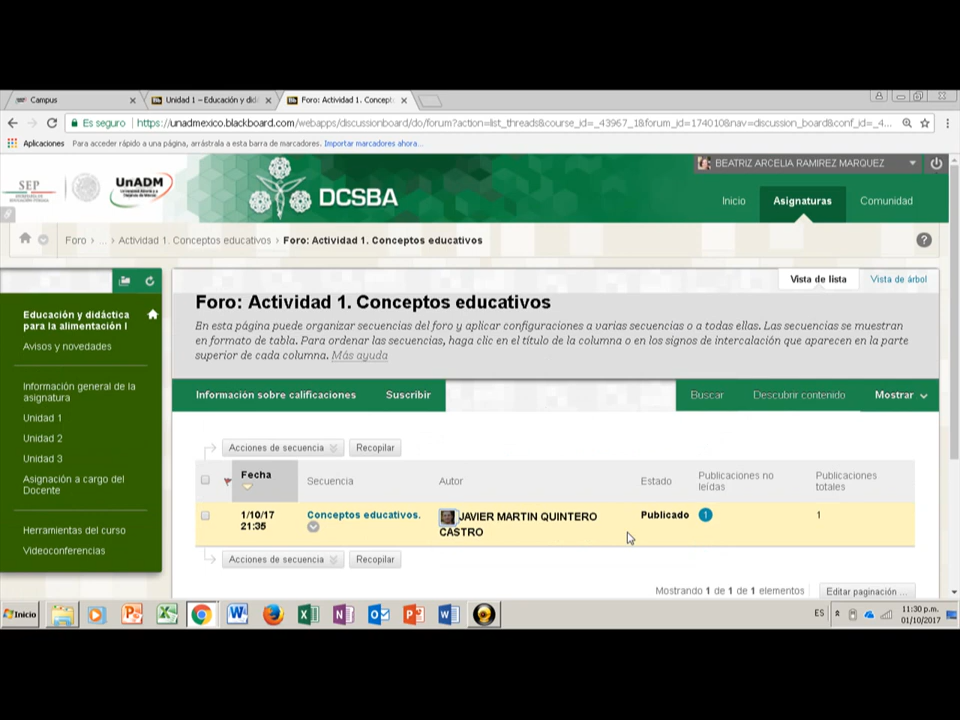 Campus
Unidad 1 – Educación y did
Foro: Actividad 1. Concept
Es seguro
https://unadmexico.blackboard.com/webapps/discussionboard/do/forum?action=list_threads&course_id=_43967_1&forum_id=174010&nav=discussion_board&conf_id=_4...
Aplicaciones
Para acceder rápido a una página, arrástrala a esta barra de marcadores.
Importar marcadores ahora...
BEATRIZ ARCELIA RAMIREZ MARQUEZ
SEP
UnADM
DCSBA
Inicio
Asignaturas
Comunidad
Foro › ... › Actividad 1. Conceptos educativos › Foro: Actividad 1. Conceptos educativos
?
Vista de lista
Vista de árbol
Educación y didáctica
para la alimentación I
Avisos y novedades
Información general de la
asignatura
Unidad 1
Unidad 2
Unidad 3
Asignación a cargo del
Docente
Herramientas del curso
Videoconferencias
Foro: Actividad 1. Conceptos educativos
En esta página puede organizar secuencias del foro y aplicar configuraciones a varias secuencias o a todas ellas. Las secuencias se muestran
en formato de tabla. Para ordenar las secuencias, haga clic en el título de la columna o en los signos de intercalación que aparecen en la parte
superior de cada columna. Más ayuda
Información sobre calificaciones
Suscribir
Buscar
Descubrir contenido
Mostrar
Acciones de secuencia
Recopilar
Fecha
Secuencia
Autor
Estado
Publicaciones no
leídas
Publicaciones
totales
1/10/17
21:35
Conceptos educativos.
JAVIER MARTIN QUINTERO
CASTRO
Publicado
1
1
Acciones de secuencia
Recopilar
Mostrando 1 de 1 de 1 elementos
Editar paginación ...
Inicio
ES
11:30 p.m.
01/10/2017